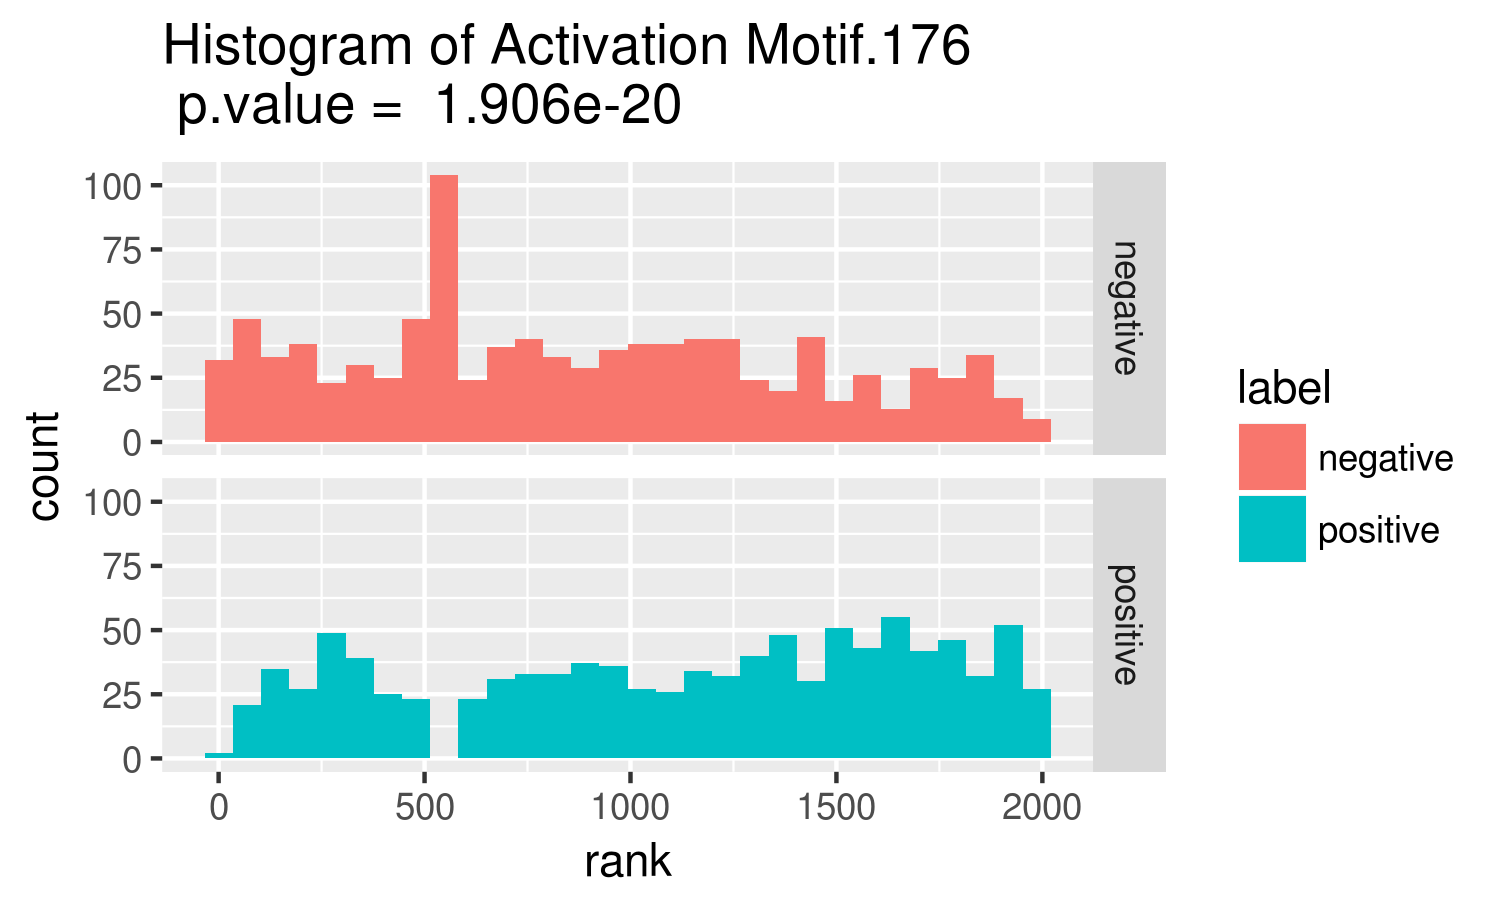 Histogram of Activation Motif.176
p.value =  1.906e-20
100
75
50
25
0
negative
100
75
50
25
0
positive
count
0 500 1000 1500 2000
rank
label
negative
positive